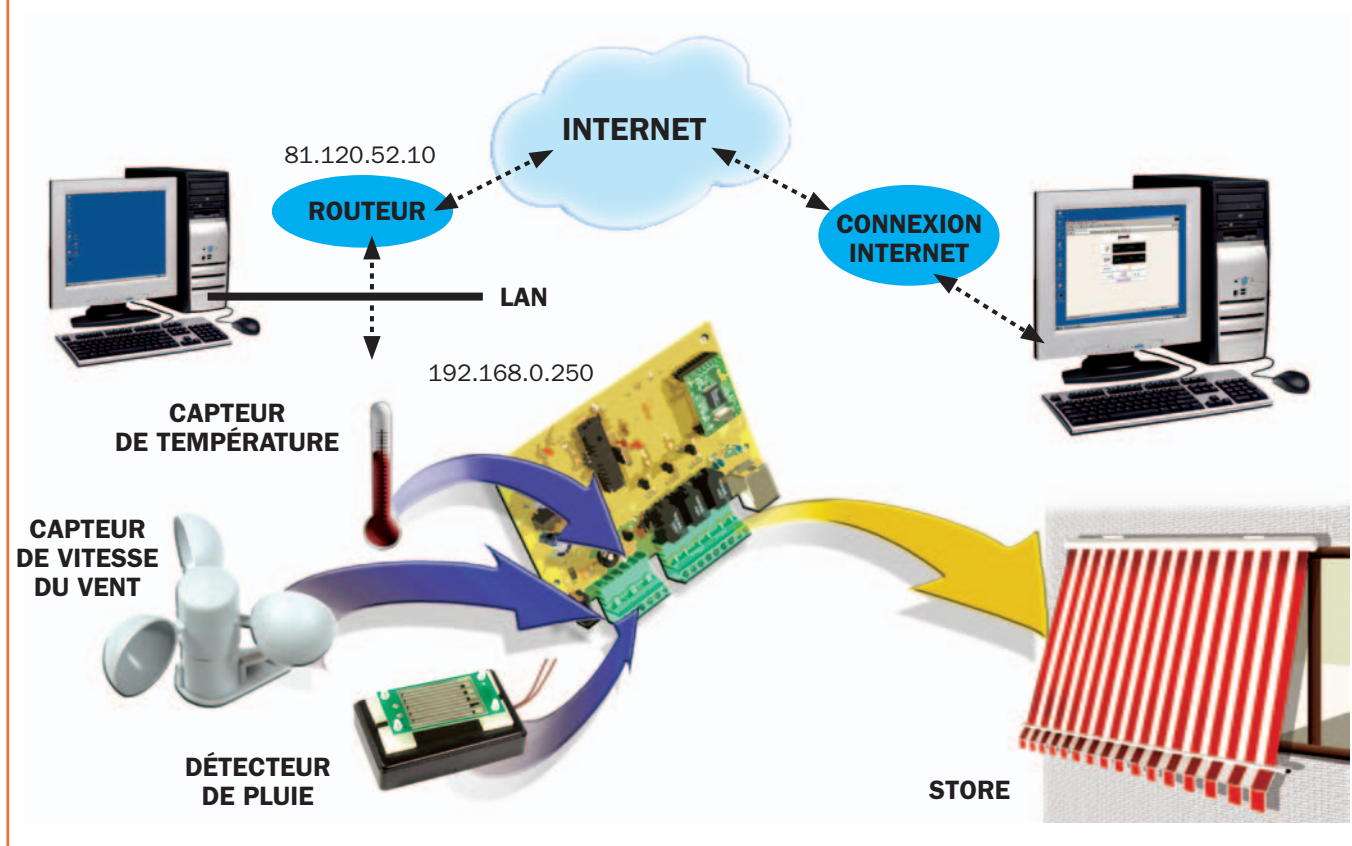 INTERNET
81.120.52.10
ROUTEUR
CONNEXION
INTERNET
LAN
192.168.0.250
CAPTEUR
DE TEMPÉRATURE
CAPTEUR
DE VITESSE
DU VENT
DÉTECTEUR
DE PLUIE
STORE